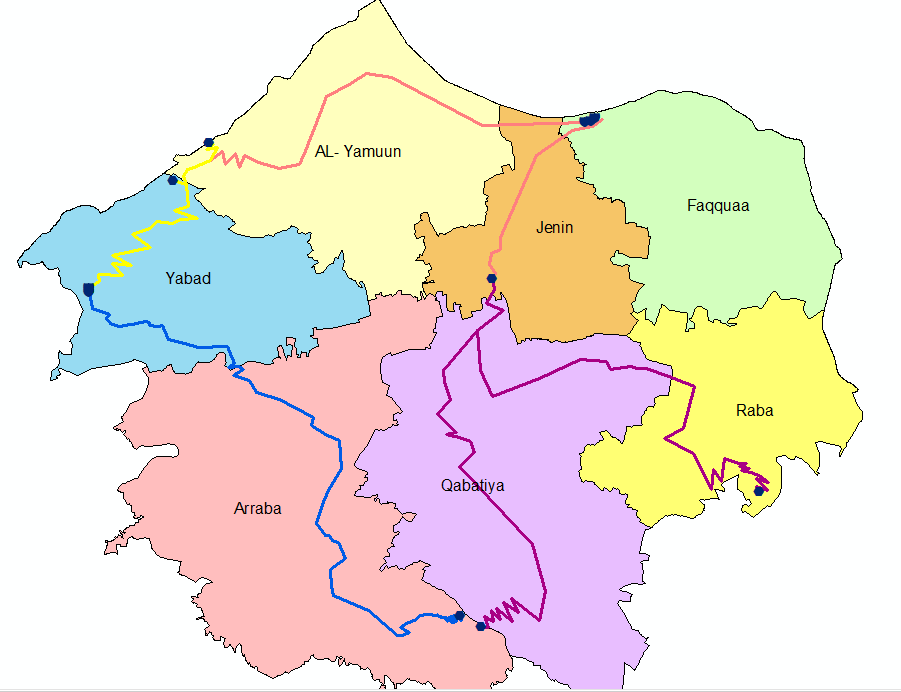 AL- Yamuun
Faqquaa
Jenin
Yabad
Raba
Qabatiya
Arraba